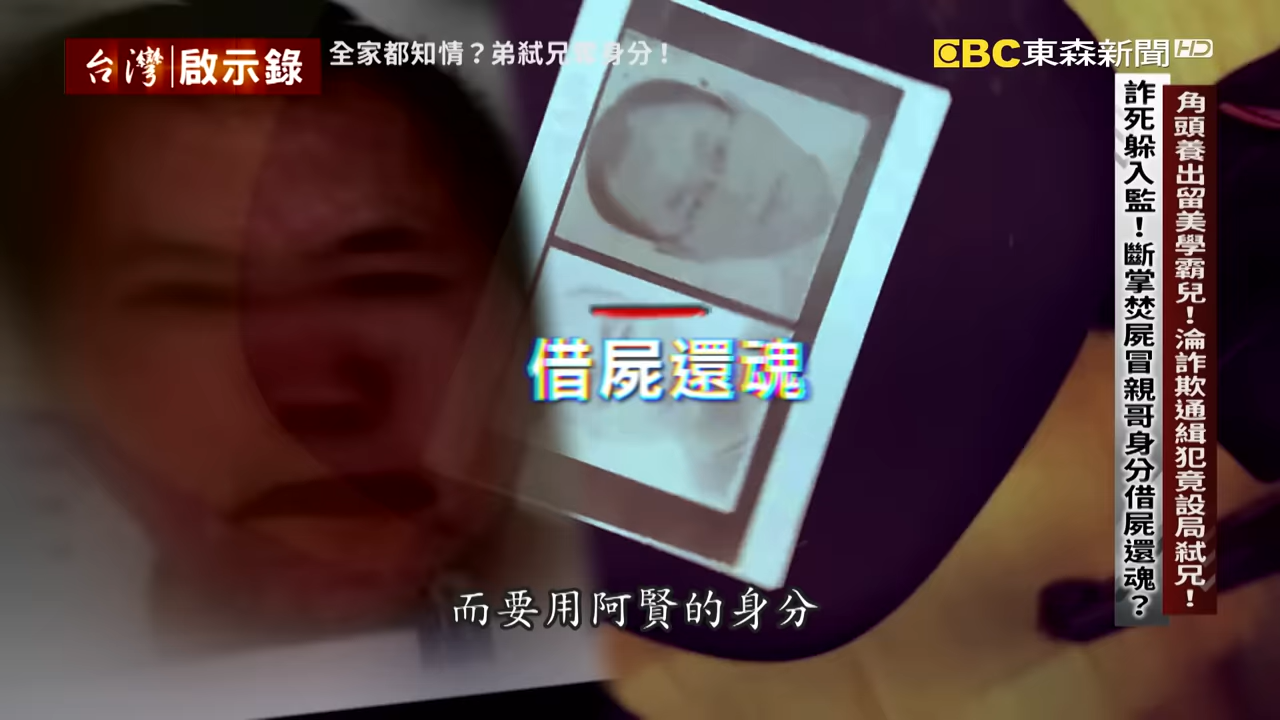 台灣啟示錄
全家都知情？弟弒兄 身分！
EBC東森新聞HD
角頭養出留美學霸兒！淪詐欺通緝犯竟設局弒兄！
詐死躲入監！斷掌焚屍冒親哥身分借屍還魂？
借屍還魂
而要用阿賢的身分